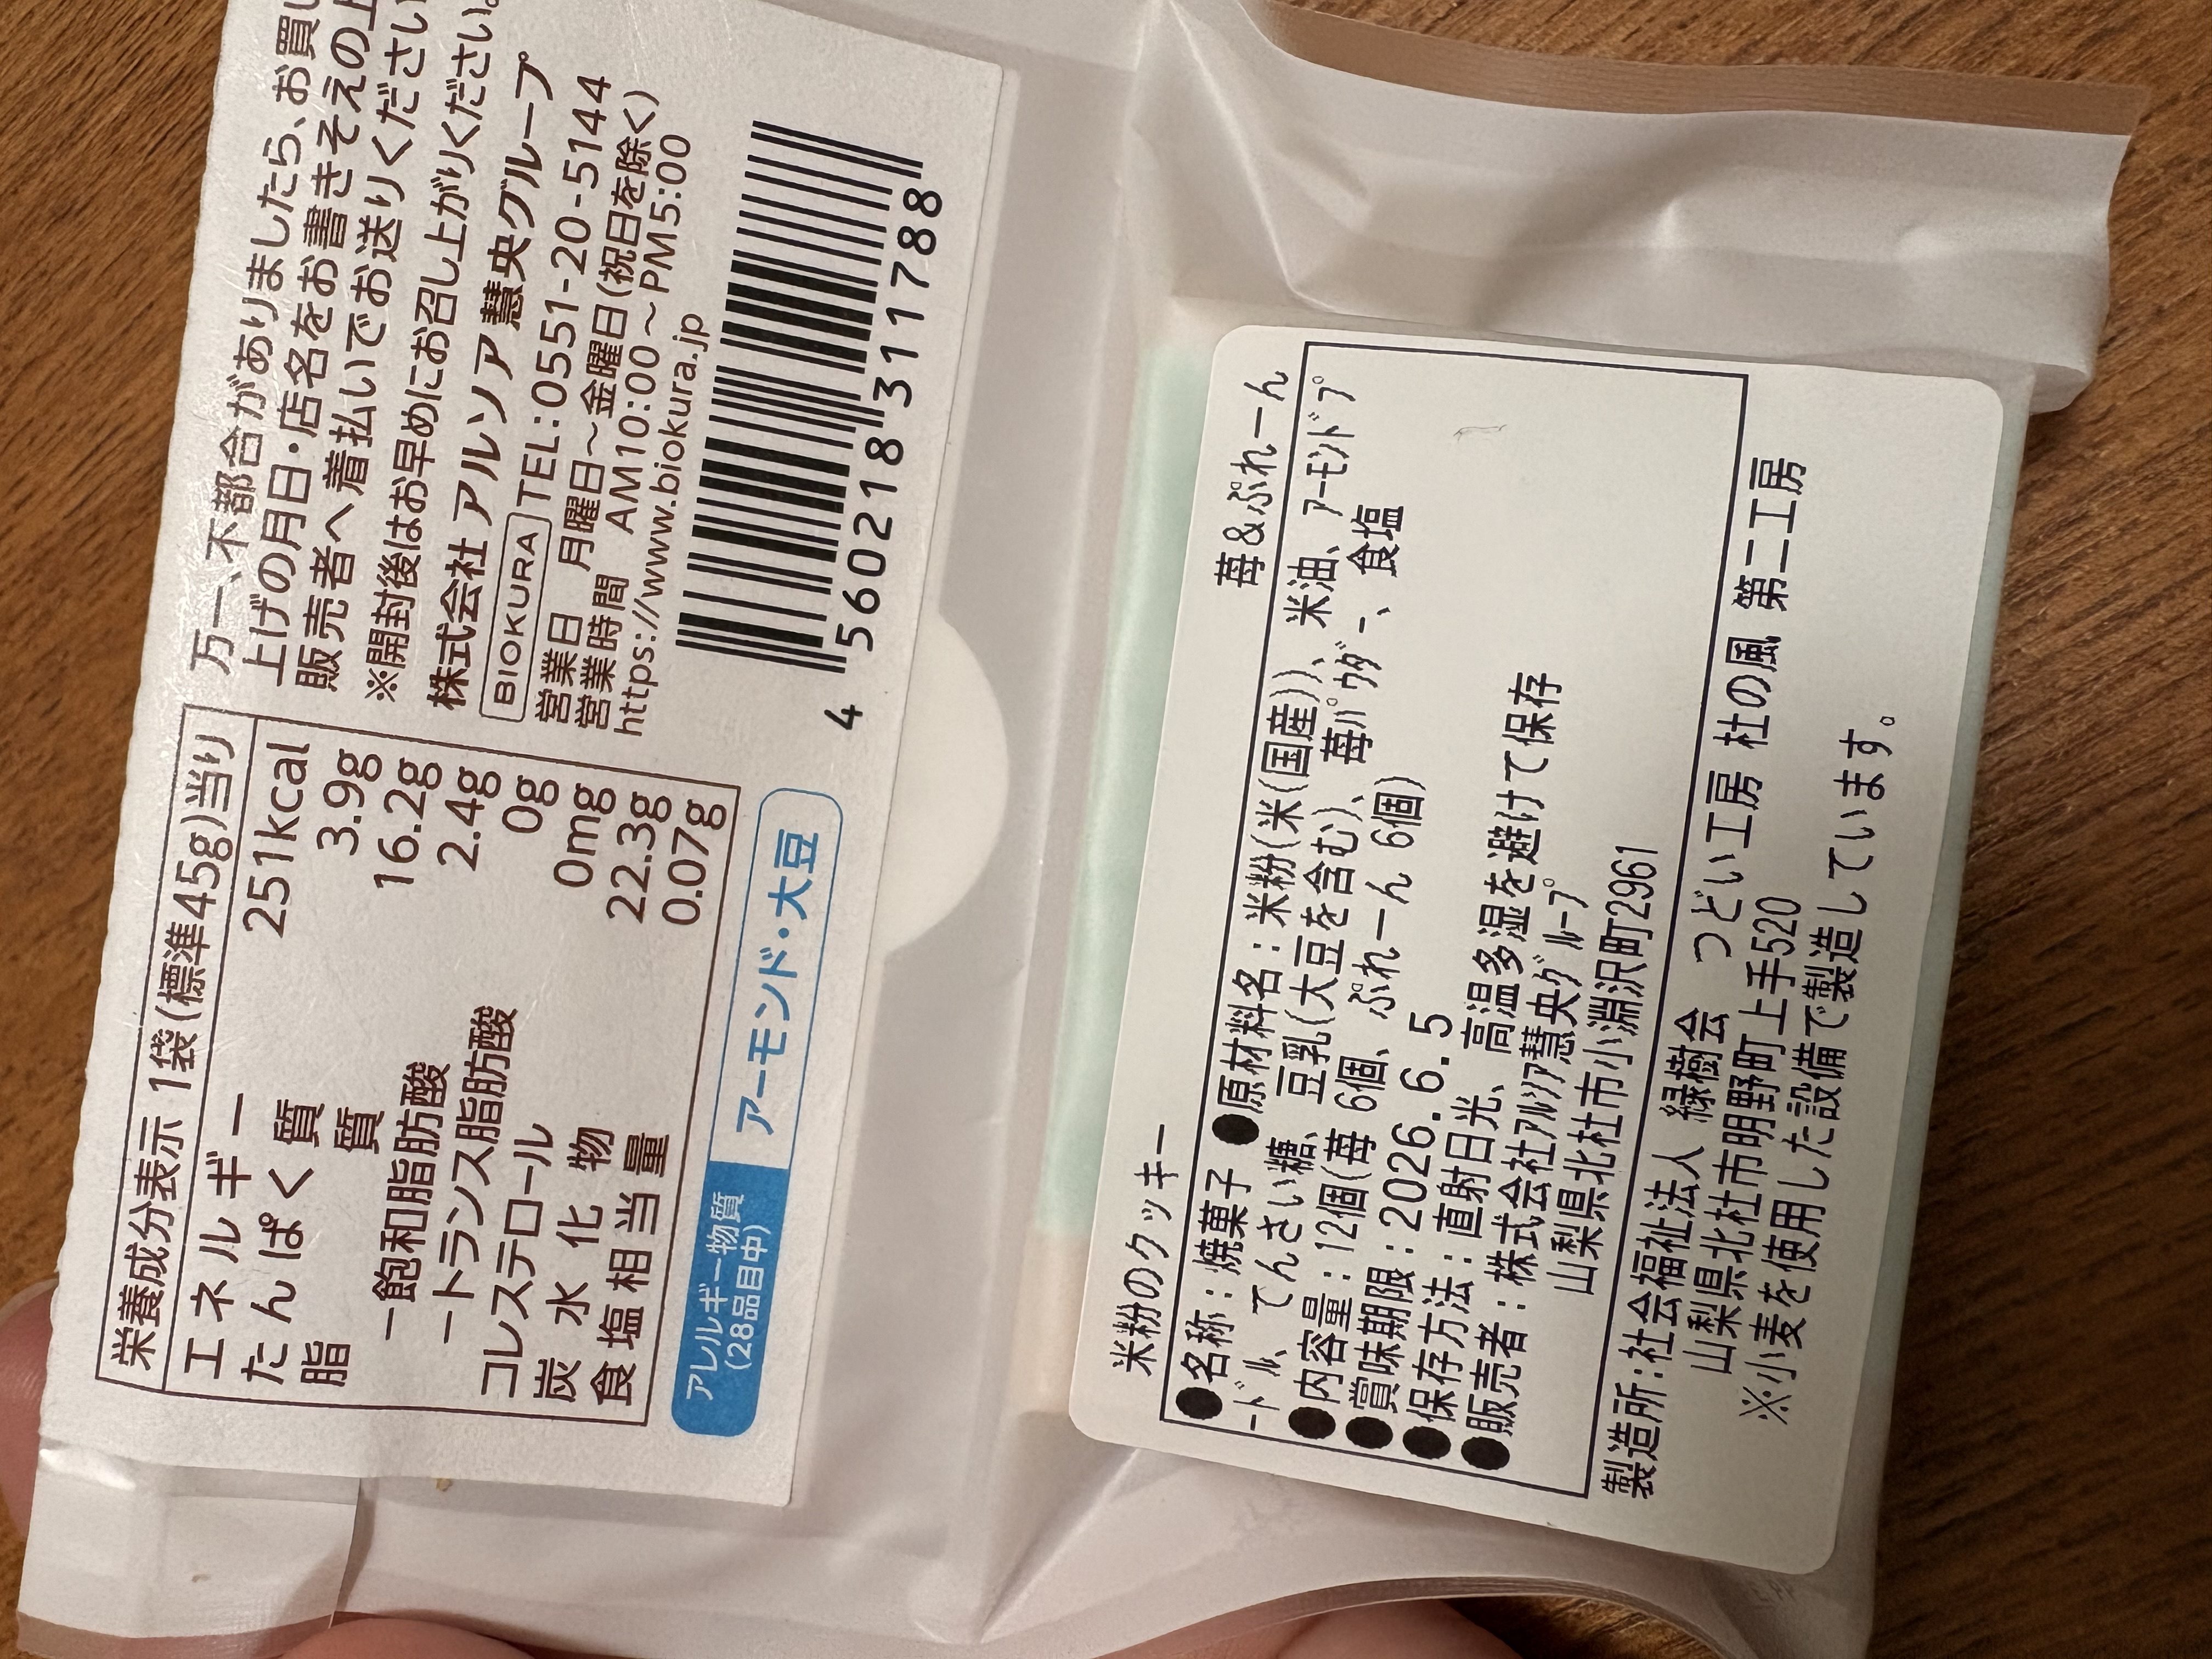 栄養成分表示 1袋(標準45g)当り
エネルギー 251kcal
たんぱく質 3.9g
脂質 16.2g
ー飽和脂肪酸 2.4g
ートランス脂肪酸 0g
コレステロール 0mg
炭水化物 22.3g
食塩相当量 0.07g
アレルギー物質
(28品目中)
アーモンド・大豆
万一、不都合がありましたら、お買い
上げの月日・店名をお書きそえの上
販売者へ着払いでお送りください
※開封後はお早めにお召し上がりください。
株式会社アルソア慧央グループ
BIOKURA TEL:0551-20-5144
営業日 月曜日～金曜日(祝日を除く)
営業時間 AM10:00～PM5:00
https://www.biokura.jp
4 560218 311788
米粉のクッキー 苺&ぷれーん
●名称:焼菓子 ●原材料名:米粉(米(国産))、米油、アーモンドプ
ードル、てんさい糖、豆乳(大豆を含む)、苺パウダー、食塩
●内容量:12個(苺 6個、ぷれーん 6個)
●賞味期限:2026.6.5
●保存方法:直射日光、高温多湿を避けて保存
●販売者:株式会社アルソア慧央グループ
山梨県北杜市小淵沢町2961
製造所:社会福祉法人 緑樹会 つどい工房 杜の風 第二工房
山梨県北杜市明野町上手520
※小麦を使用した設備で製造しています。